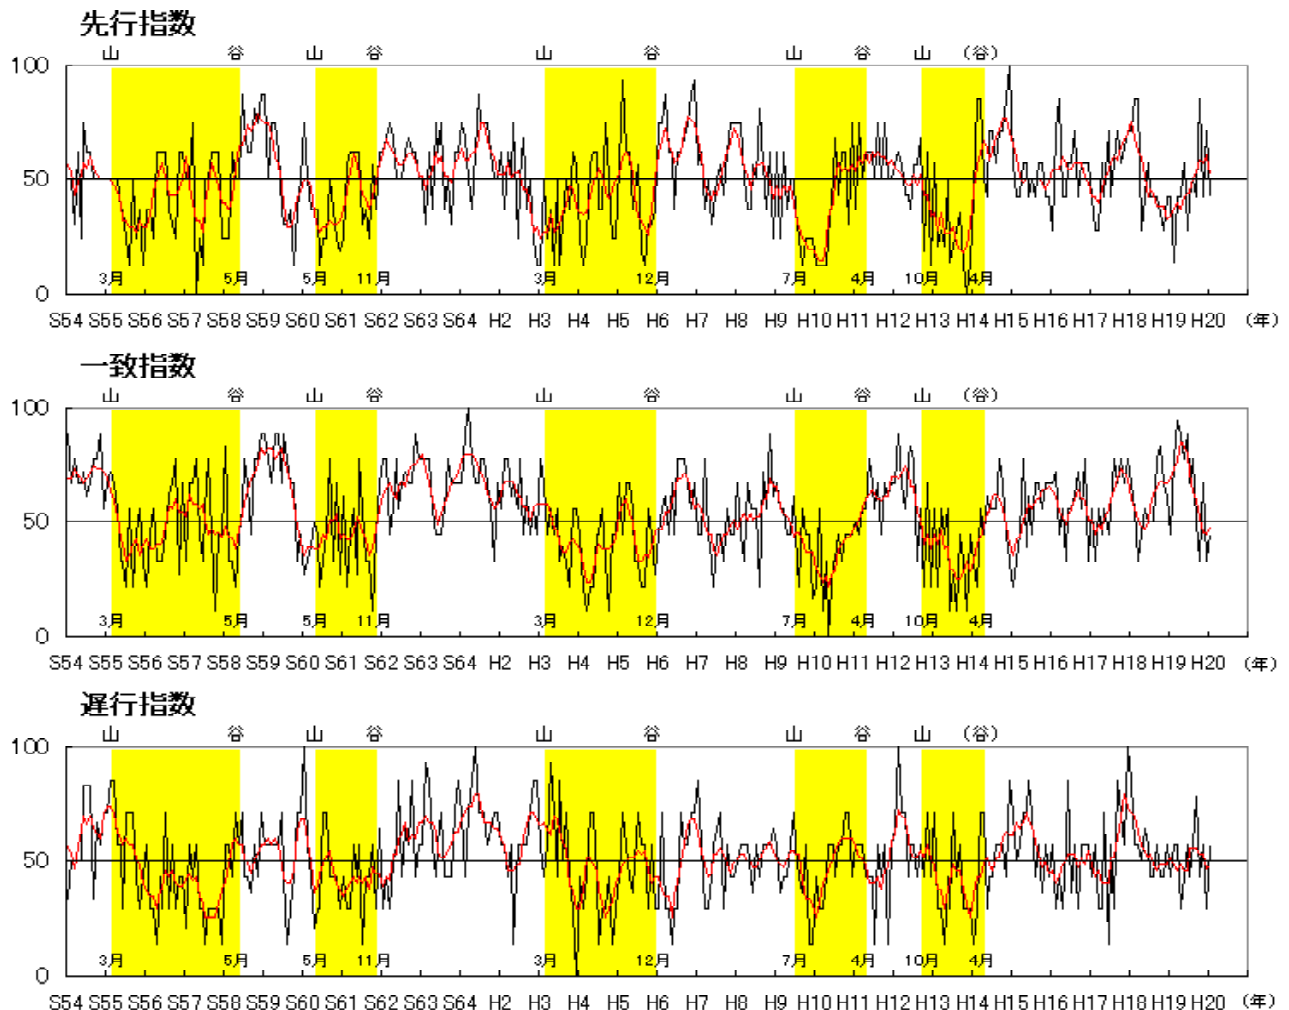 先行指数
山 谷 山 谷 山 谷 山 谷 山 (谷)
100
50
3月 5月 5月 11月 3月 12月 7月 4月 10月 4月
0
S54 S55 S56 S57 S58 S59 S60 S61 S62 S63 S64 H2 H3 H4 H5 H6 H7 H8 H9 H10 H11 H12 H13 H14 H15 H16 H17 H18 H19 H20 (年)
一致指数
山 谷 山 谷 山 谷 山 谷 山 (谷)
100
50
3月 5月 5月 11月 3月 12月 7月 4月 10月 4月
0
S54 S55 S56 S57 S58 S59 S60 S61 S62 S63 S64 H2 H3 H4 H5 H6 H7 H8 H9 H10 H11 H12 H13 H14 H15 H16 H17 H18 H19 H20 (年)
遅行指数
山 谷 山 谷 山 谷 山 谷 山 (谷)
100
50
3月 5月 5月 11月 3月 12月 7月 4月 10月 4月
0
S54 S55 S56 S57 S58 S59 S60 S61 S62 S63 S64 H2 H3 H4 H5 H6 H7 H8 H9 H10 H11 H12 H13 H14 H15 H16 H17 H18 H19 H20 (年)